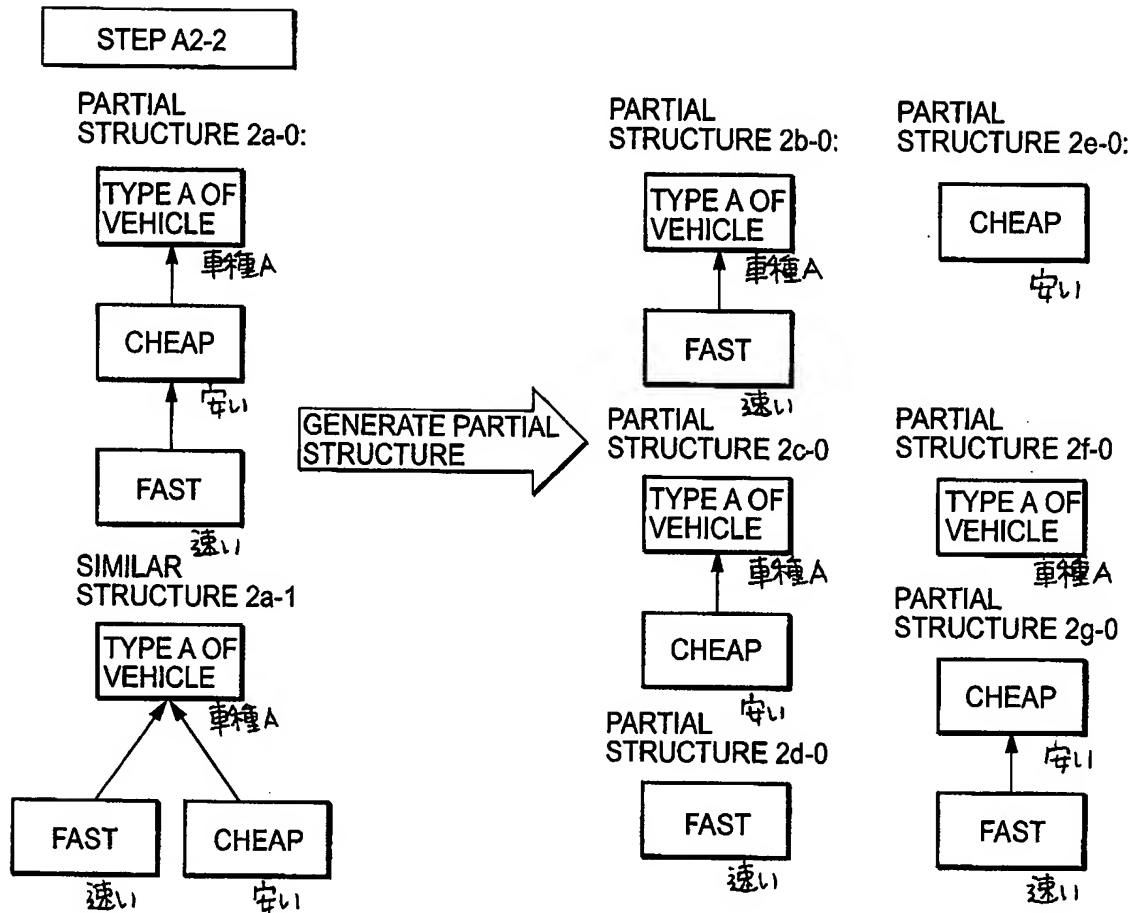 STEP A2-2
PARTIAL
STRUCTURE 2a-0:
TYPE A OF
VEHICLE
車種A
CHEAP
安い
FAST
速い
SIMILAR
STRUCTURE 2a-1
TYPE A OF
VEHICLE
車種A
FAST
速い
CHEAP
安い
GENERATE PARTIAL
STRUCTURE
PARTIAL
STRUCTURE 2b-0:
TYPE A OF
VEHICLE
車種A
FAST
速い
PARTIAL
STRUCTURE 2c-0
TYPE A OF
VEHICLE
車種A
CHEAP
安い
PARTIAL
STRUCTURE 2d-0
FAST
速い
PARTIAL
STRUCTURE 2e-0:
CHEAP
安い
PARTIAL
STRUCTURE 2f-0
TYPE A OF
VEHICLE
車種A
PARTIAL
STRUCTURE 2g-0
CHEAP
安い
FAST
速い